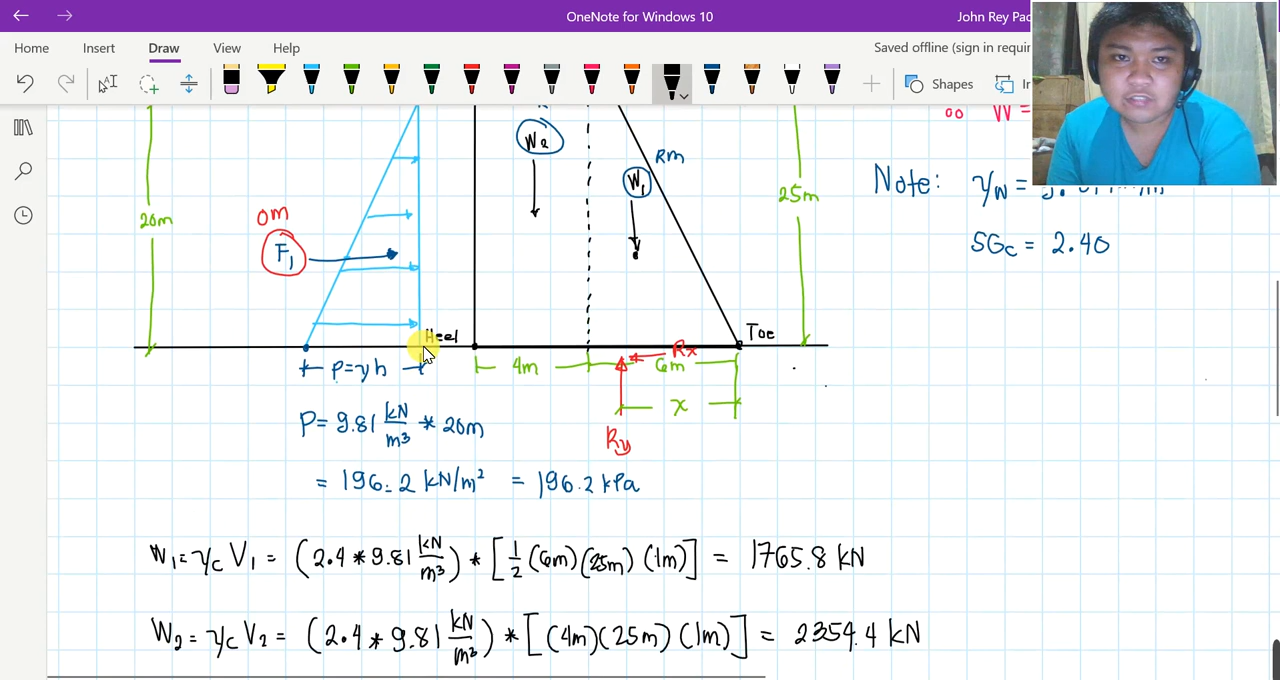 OneNote for Windows 10
John Rey Pad
Home Insert Draw View Help
Saved offline (sign in requir
Shapes
In
W =
Note: γw =
SGc = 2.40
W2
Rm
W1
25m
20m
0m
F1
Heel
Toe
Rx
P=γh
4m
6m
x
Ry
P= 9.81 kN/m³ * 20m
= 196.2 kN/m² = 196.2 kPa
W1= γc V1 = (2.4 * 9.81 kN/m³) * [1/2 (6m)(25m)(1m)] = 1765.8 kN
W2 = γc V2 = (2.4 * 9.81 kN/m³) * [(4m)(25m)(1m)] = 2354.4 kN